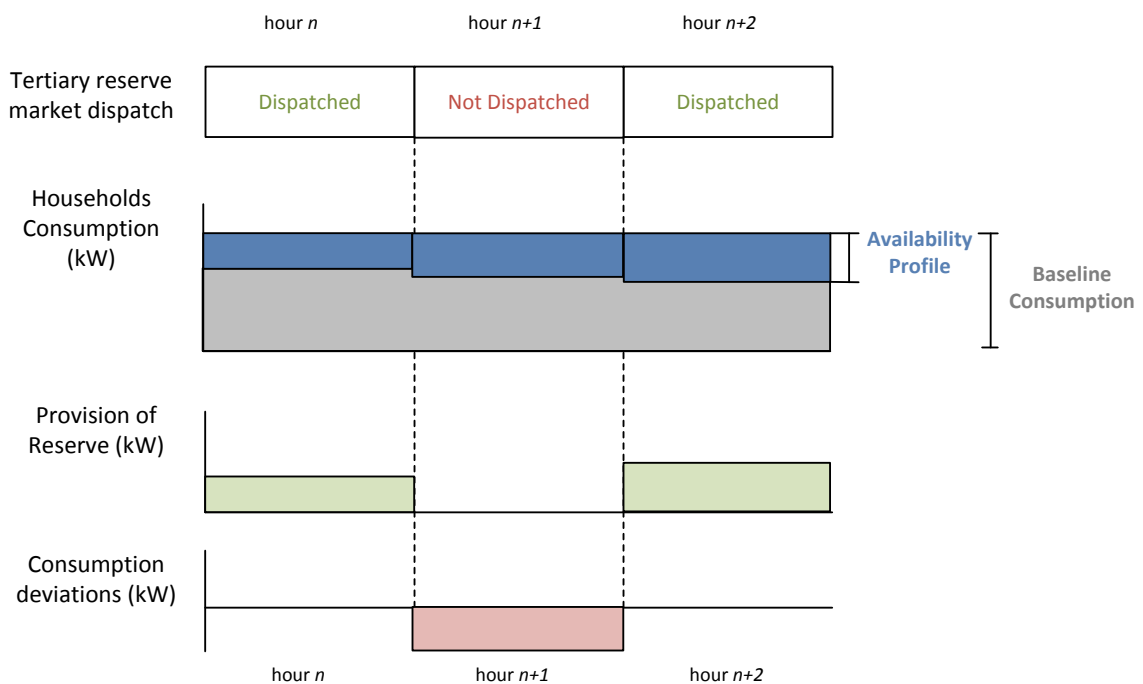 hour n
hour n+1
hour n+2
Tertiary reserve
market dispatch
Dispatched
Not Dispatched
Dispatched
Households
Consumption
(kW)
Availability
Profile
Baseline
Consumption
Provision of
Reserve (kW)
Consumption
deviations (kW)
hour n
hour n+1
hour n+2